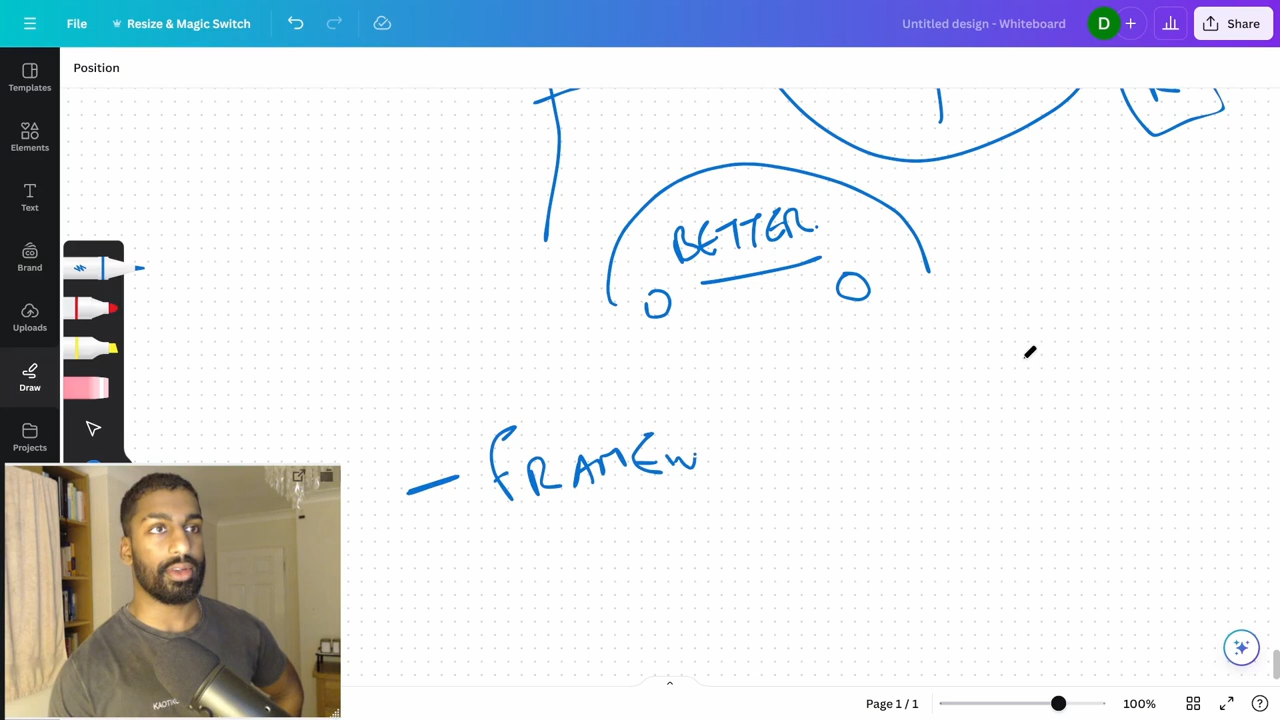 File
Resize & Magic Switch
Untitled design - Whiteboard
D
Share
Position
Templates
Elements
Text
Brand
Uploads
Draw
Projects
BETTER.
- FRAMEW
Page 1 / 1
100%